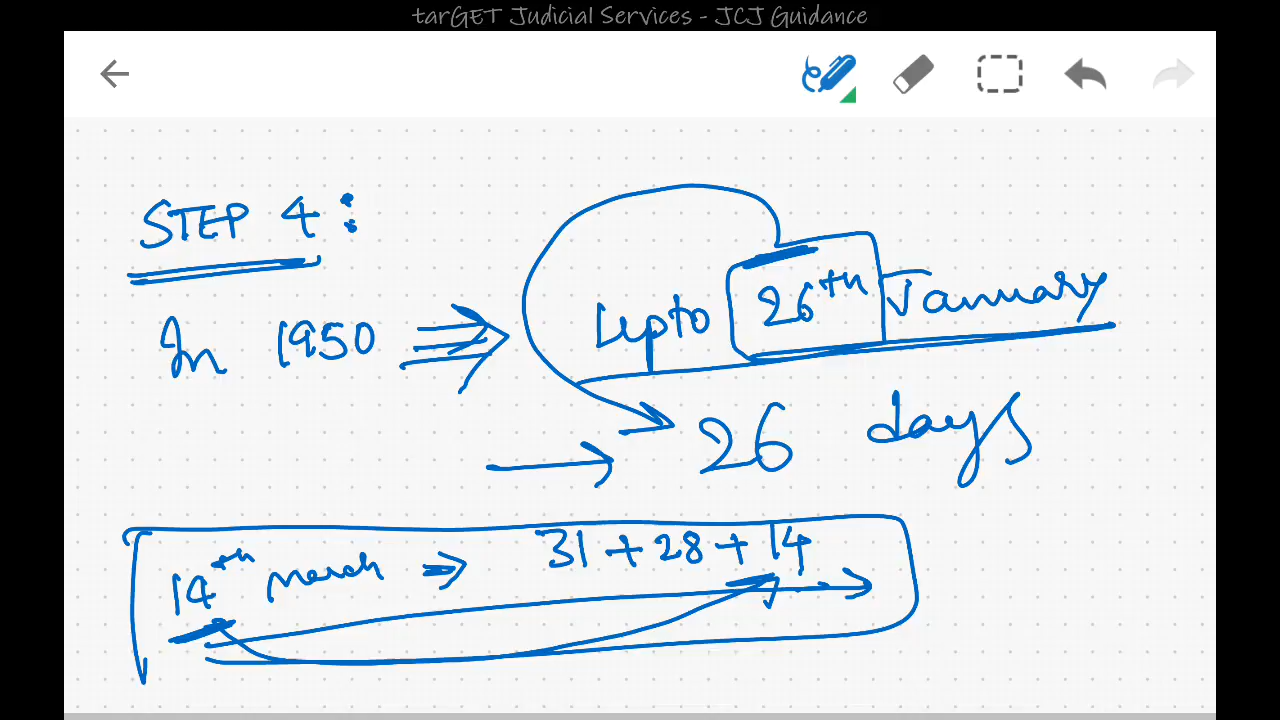 tarGET Judicial Services - JCJ Guidance
STEP 4:
In 1950 ⇒ Upto 26th January
→ 26 days
14th march ⇒ 31 + 28 + 14